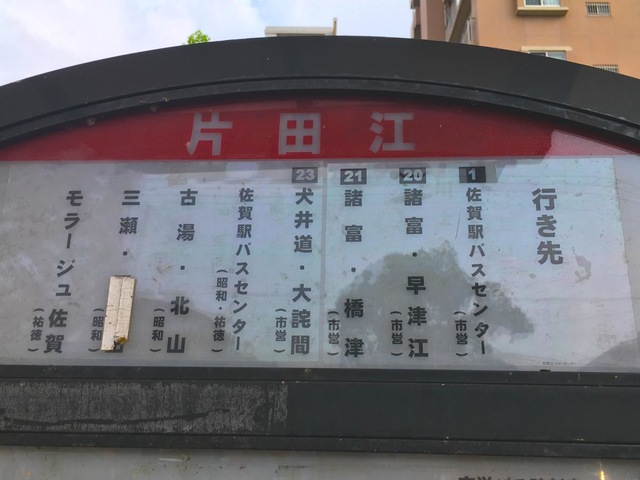 片田江
行き先
1
佐賀駅バスセンター
(市営)
20
諸富・早津江
(市営)
21
諸富・橋津
(市営)
23
犬井道・大詫間
(市営)
佐賀駅バスセンター
(昭和・祐徳)
古湯・北山
(昭和)
三瀬・
(昭和
モラージュ佐賀
(祐徳)